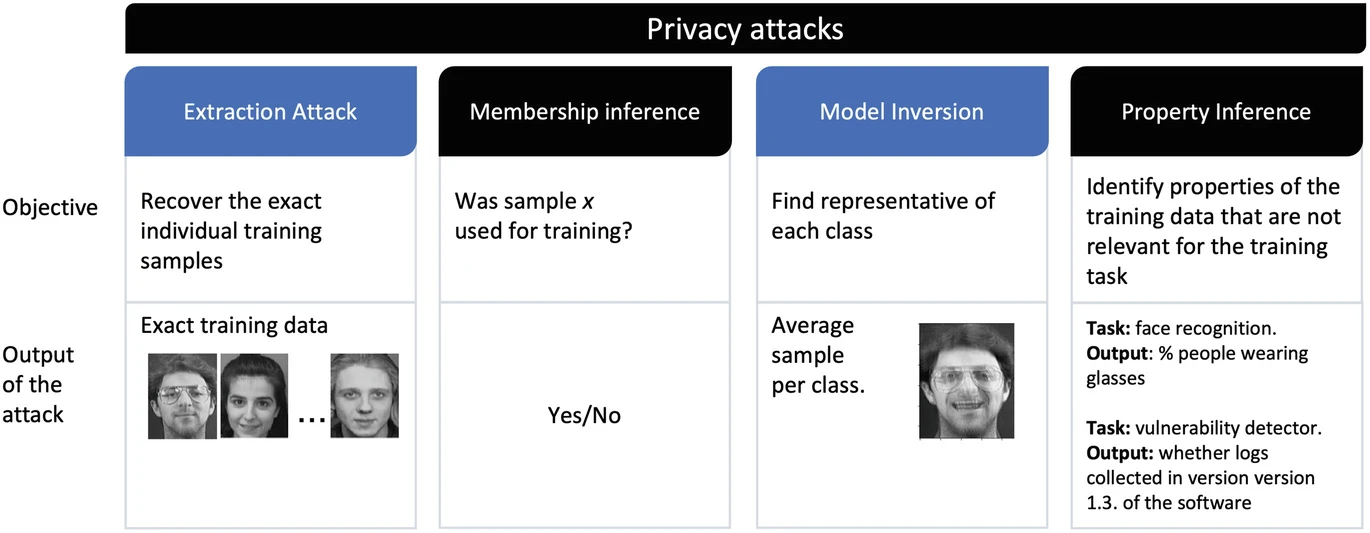 Privacy attacks
Extraction Attack
Membership inference
Model Inversion
Property Inference
Objective
Recover the exact
individual training
samples
Was sample x
used for training?
Find representative of
each class
Identify properties of the
training data that are not
relevant for the training
task
Output
of the
attack
Exact training data
...
Yes/No
Average
sample
per class.
Task: face recognition.
Output: % people wearing
glasses
Task: vulnerability detector.
Output: whether logs
collected in version version
1.3. of the software